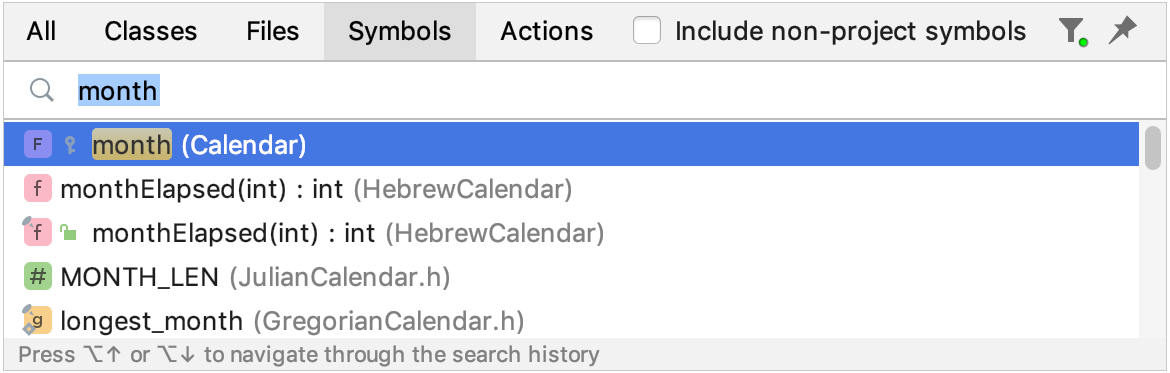 All Classes Files Symbols Actions Include non-project symbols
month
F month (Calendar)
f monthElapsed(int) : int (HebrewCalendar)
f monthElapsed(int) : int (HebrewCalendar)
# MONTH_LEN (JulianCalendar.h)
g longest_month (GregorianCalendar.h)
Press ⌥↑ or ⌥↓ to navigate through the search history